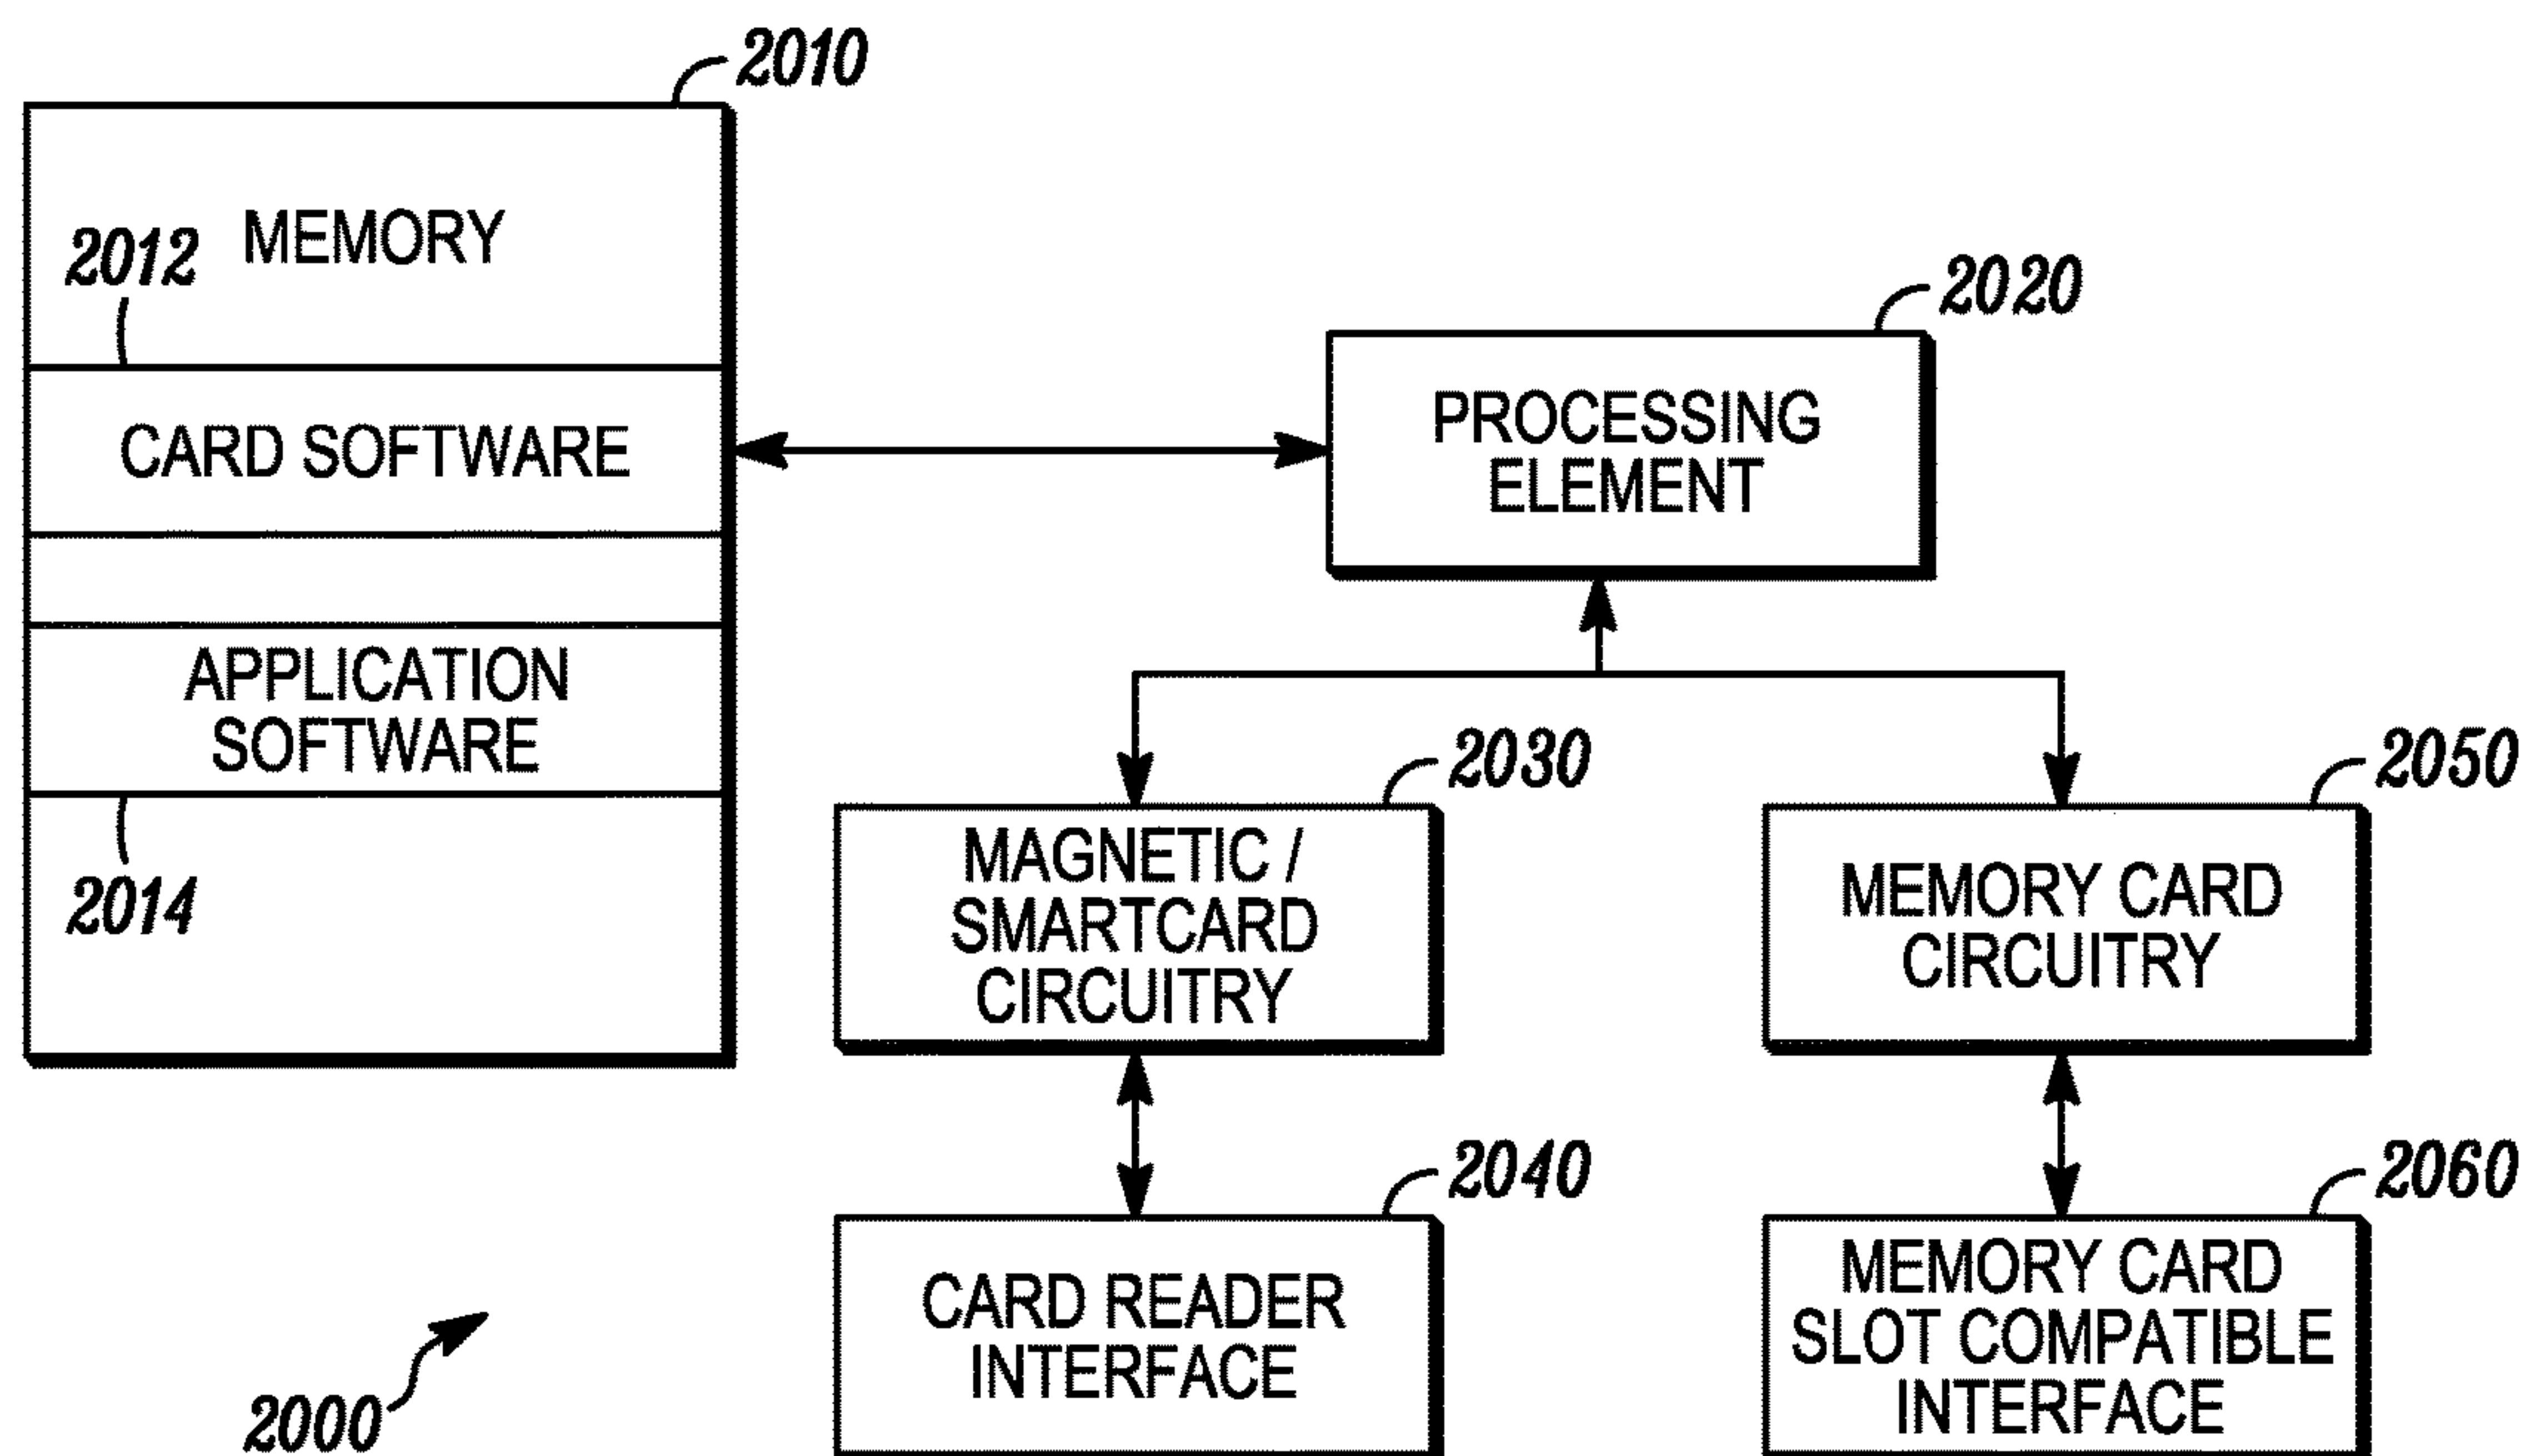 2010
MEMORY
2012
CARD SOFTWARE
APPLICATION
SOFTWARE
2014
2020
PROCESSING
ELEMENT
2030
MAGNETIC /
SMARTCARD
CIRCUITRY
2050
MEMORY CARD
CIRCUITRY
2040
CARD READER
INTERFACE
2060
MEMORY CARD
SLOT COMPATIBLE
INTERFACE
2000